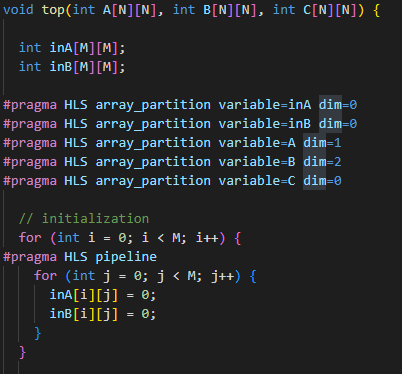 void top(int A[N][N], int B[N][N], int C[N][N]) {
  int inA[M][M];
  int inB[M][M];
#pragma HLS array_partition variable=inA dim=0
#pragma HLS array_partition variable=inB dim=0
#pragma HLS array_partition variable=A dim=1
#pragma HLS array_partition variable=B dim=2
#pragma HLS array_partition variable=C dim=0
  // initialization
  for (int i = 0; i < M; i++) {
#pragma HLS pipeline
    for (int j = 0; j < M; j++) {
      inA[i][j] = 0;
      inB[i][j] = 0;
    }
  }